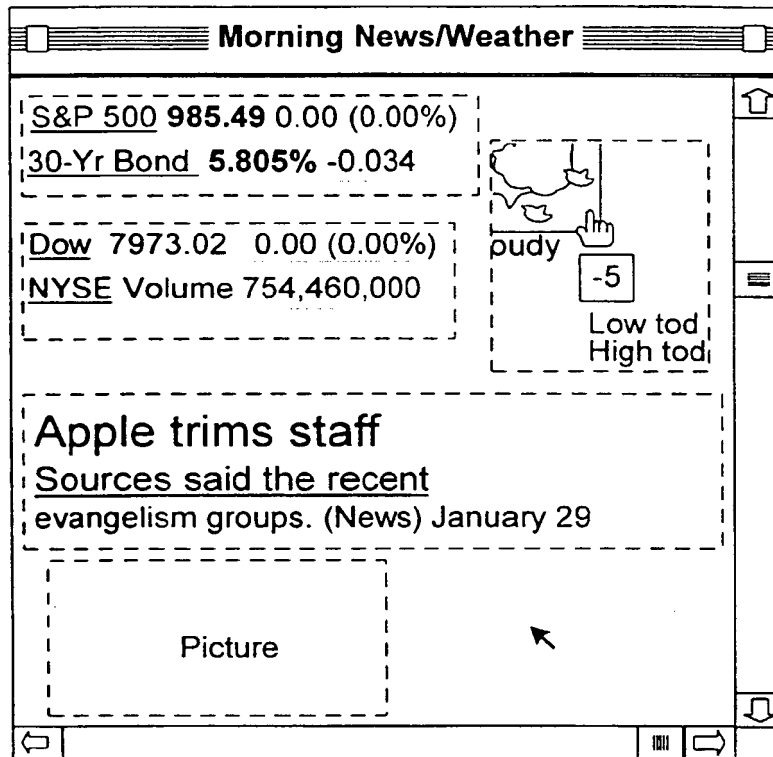 Morning News/Weather
S&P 500 985.49 0.00 (0.00%)
30-Yr Bond 5.805% -0.034
Dow 7973.02 0.00 (0.00%)
NYSE Volume 754,460,000
oudy
-5
Low tod
High tod
Apple trims staff
Sources said the recent
evangelism groups. (News) January 29
Picture